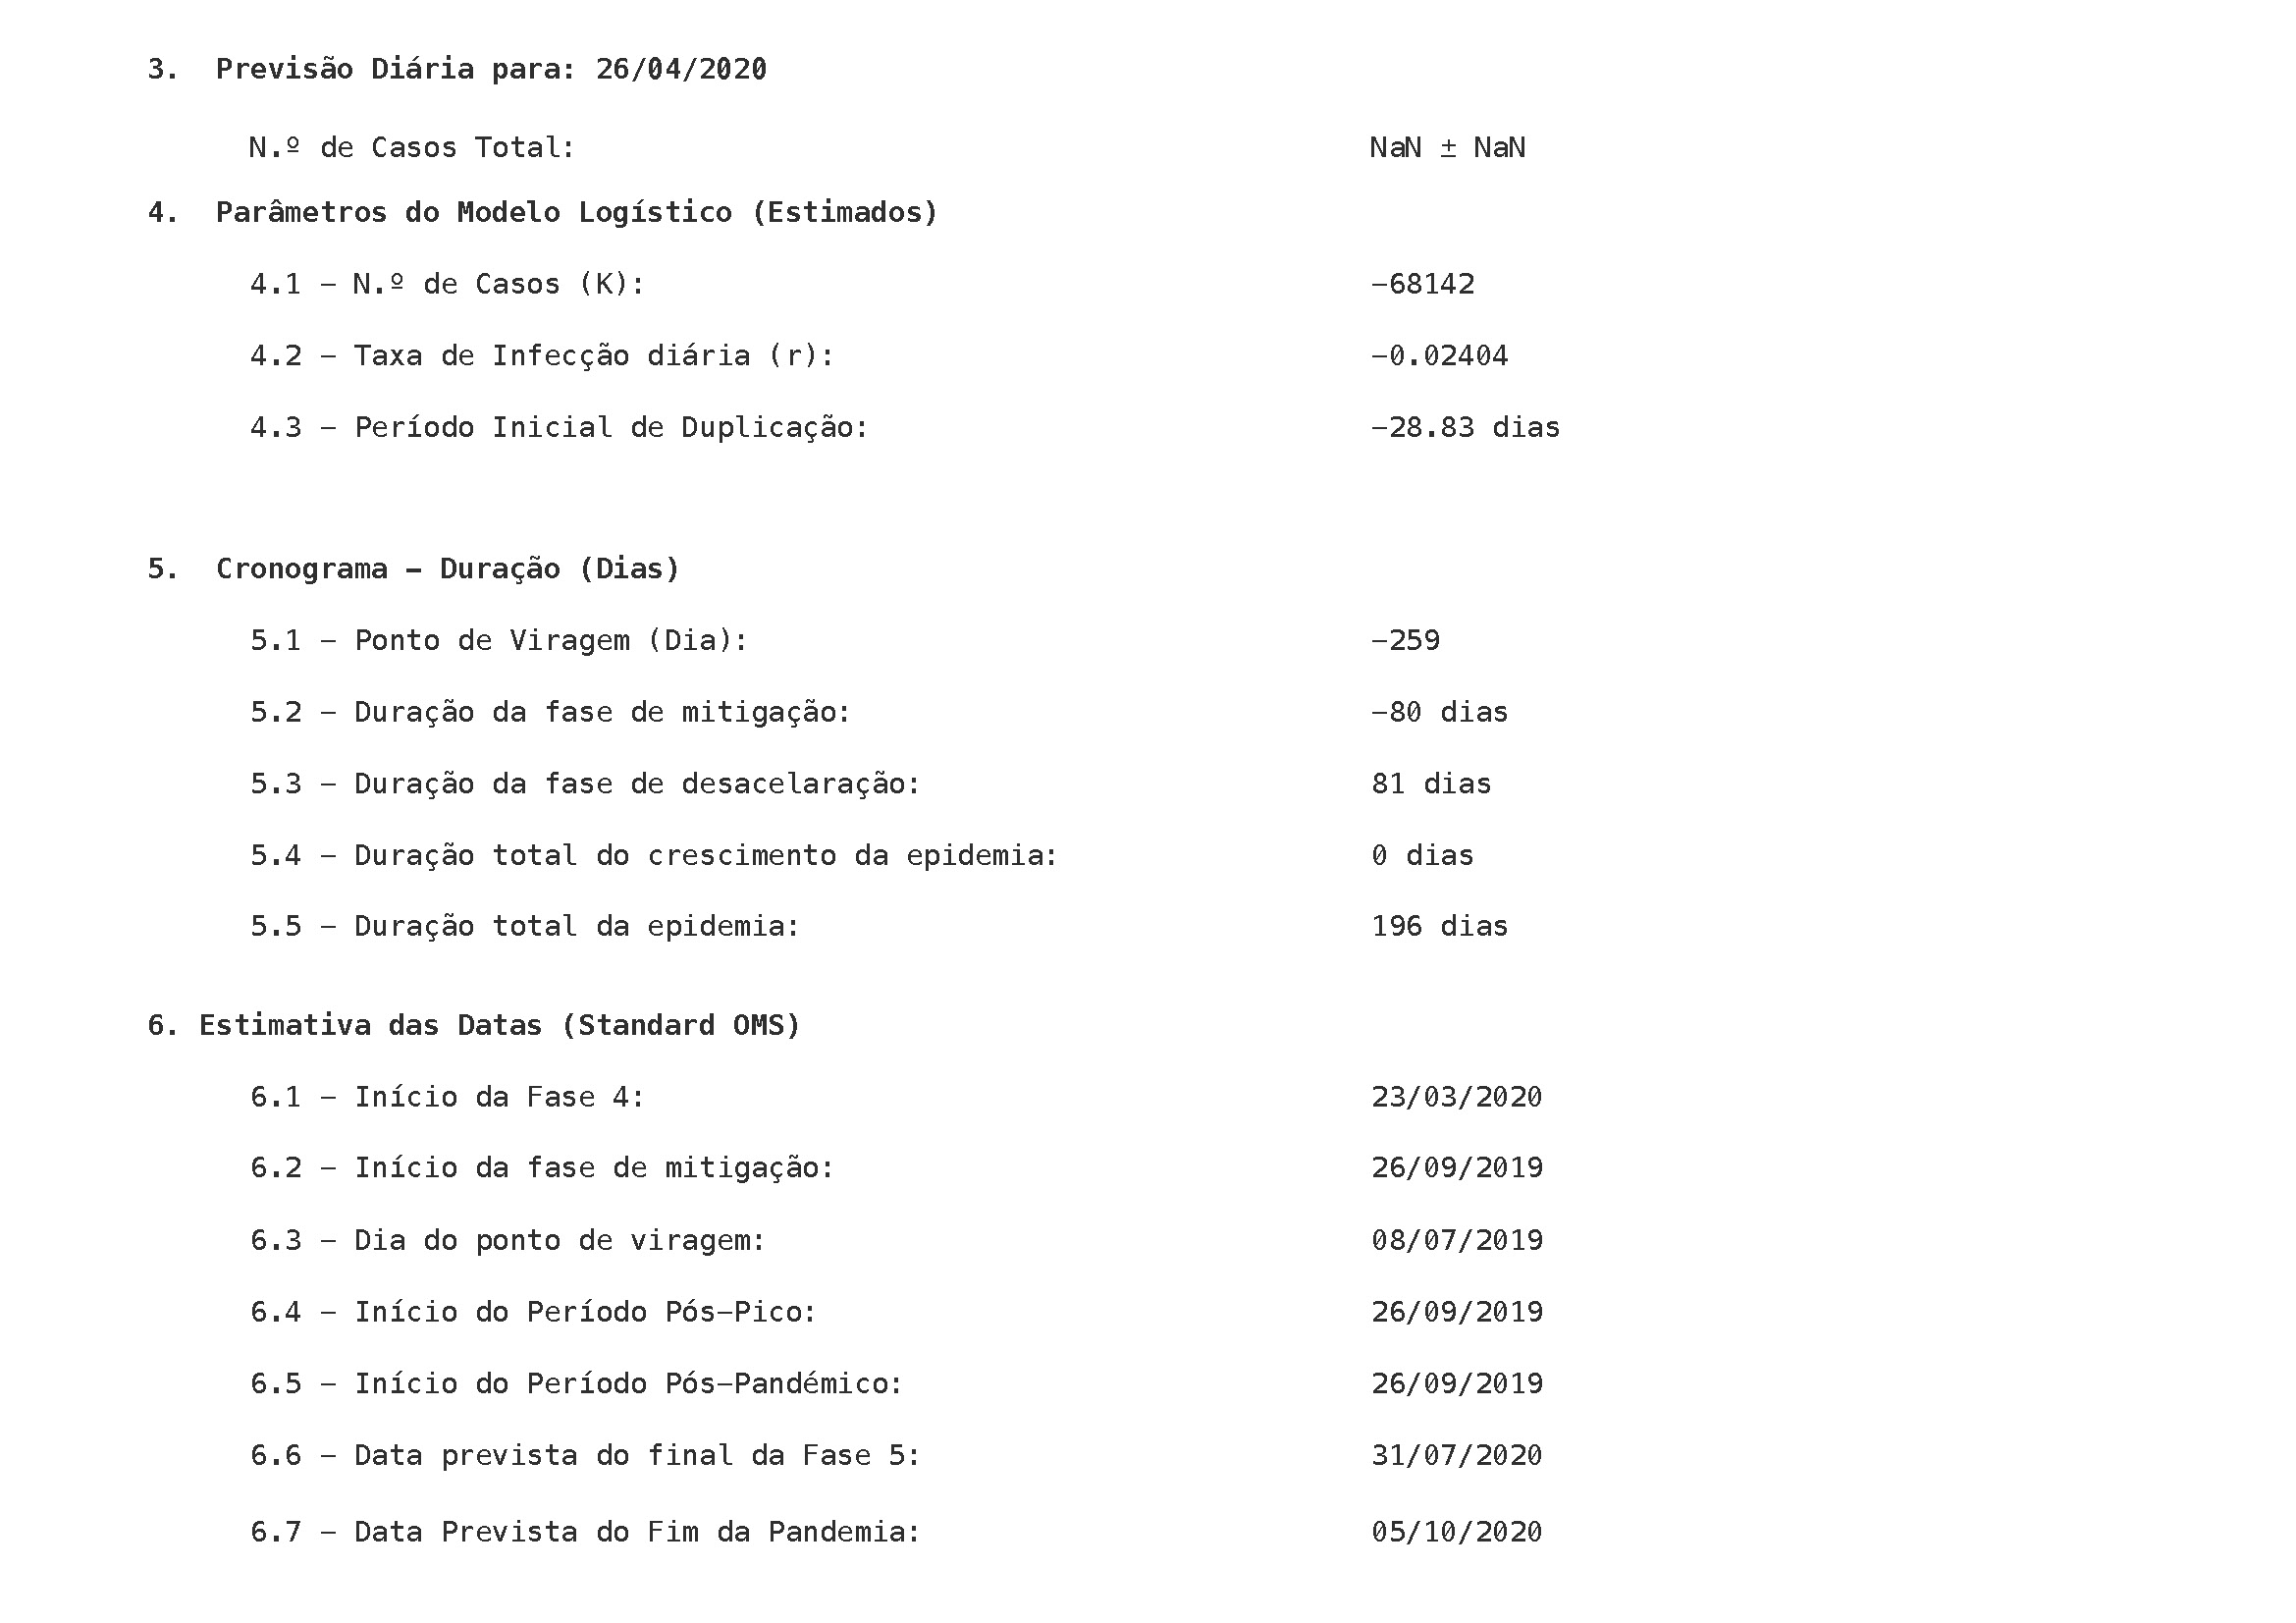 3. Previsão Diária para: 26/04/2020
N.º de Casos Total: NaN ± NaN
4. Parâmetros do Modelo Logístico (Estimados)
4.1 – N.º de Casos (K): –68142
4.2 – Taxa de Infecção diária (r): –0.02404
4.3 – Período Inicial de Duplicação: –28.83 dias
5. Cronograma – Duração (Dias)
5.1 – Ponto de Viragem (Dia): –259
5.2 – Duração da fase de mitigação: –80 dias
5.3 – Duração da fase de desacelaração: 81 dias
5.4 – Duração total do crescimento da epidemia: 0 dias
5.5 – Duração total da epidemia: 196 dias
6. Estimativa das Datas (Standard OMS)
6.1 – Início da Fase 4: 23/03/2020
6.2 – Início da fase de mitigação: 26/09/2019
6.3 – Dia do ponto de viragem: 08/07/2019
6.4 – Início do Período Pós–Pico: 26/09/2019
6.5 – Início do Período Pós–Pandémico: 26/09/2019
6.6 – Data prevista do final da Fase 5: 31/07/2020
6.7 – Data Prevista do Fim da Pandemia: 05/10/2020